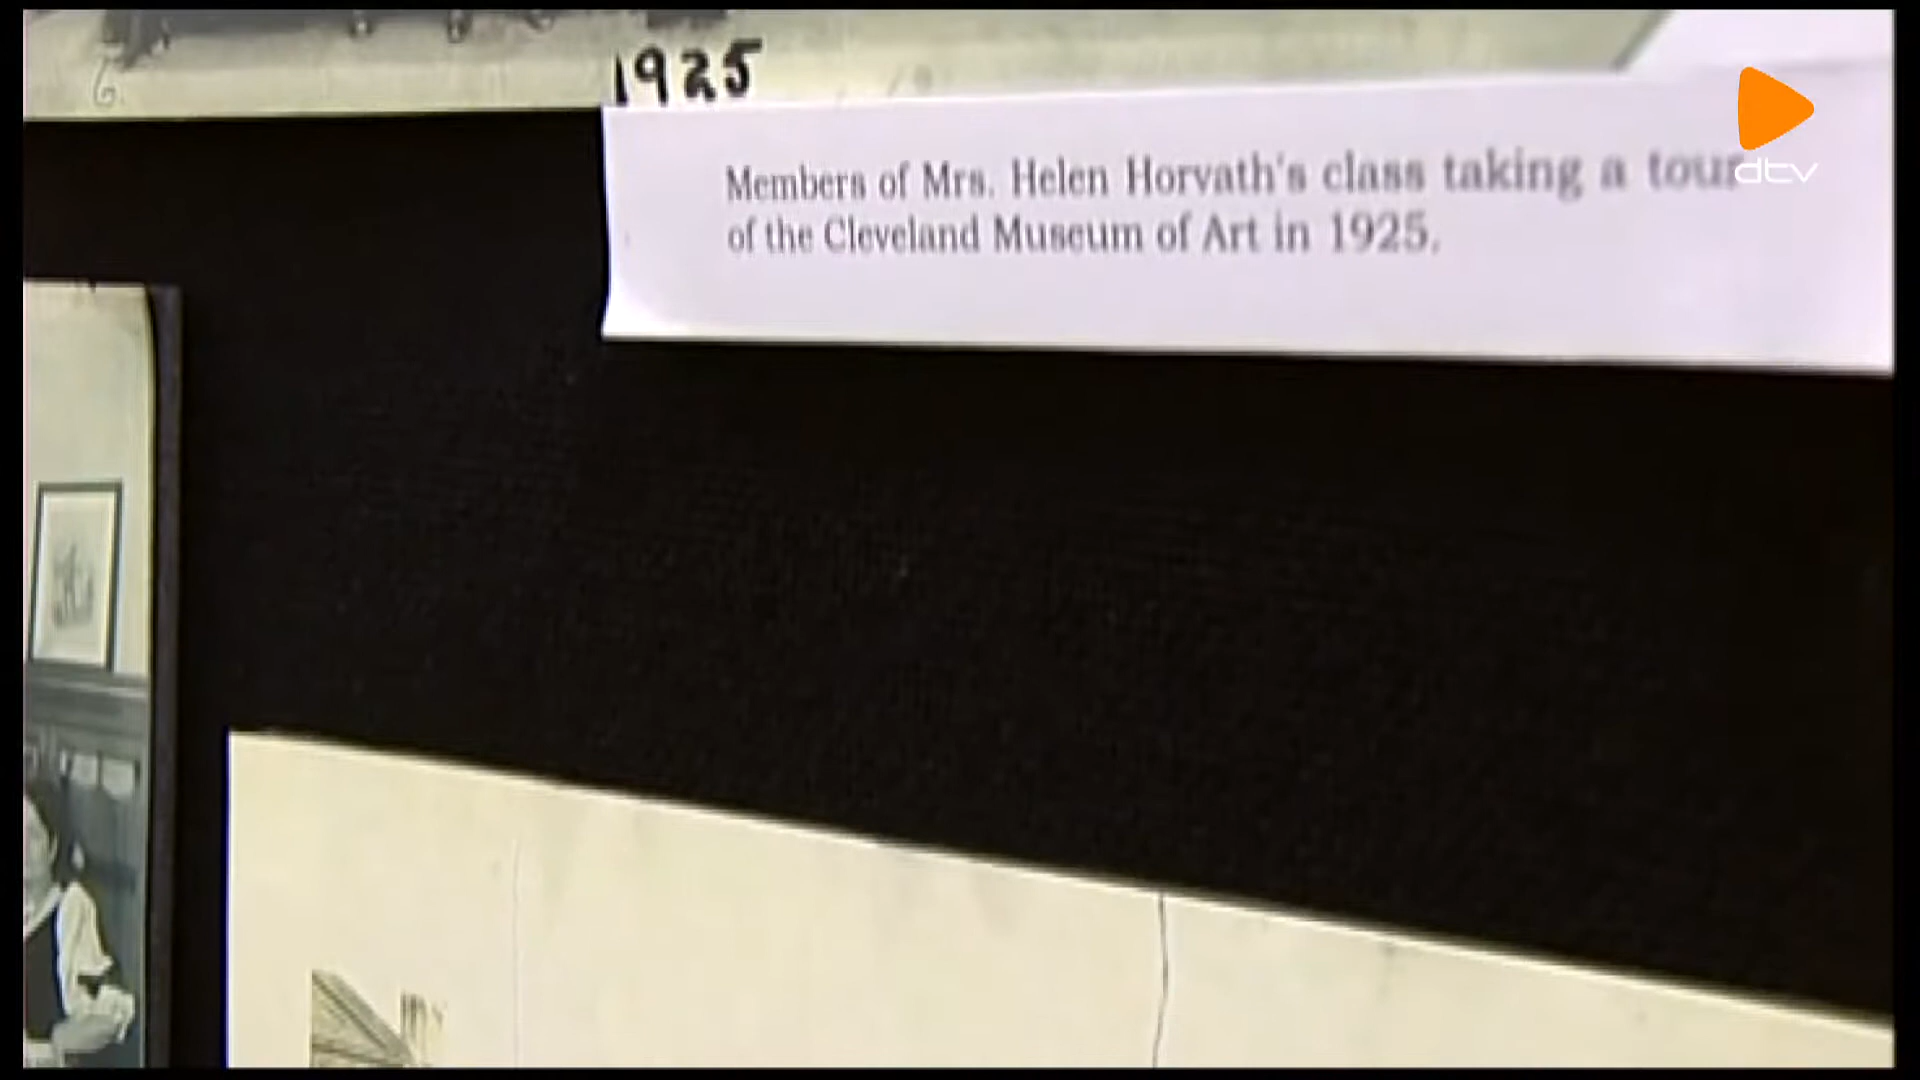 1925
Members of Mrs. Helen Horvath's class taking a tour
of the Cleveland Museum of Art in 1925.
dtv